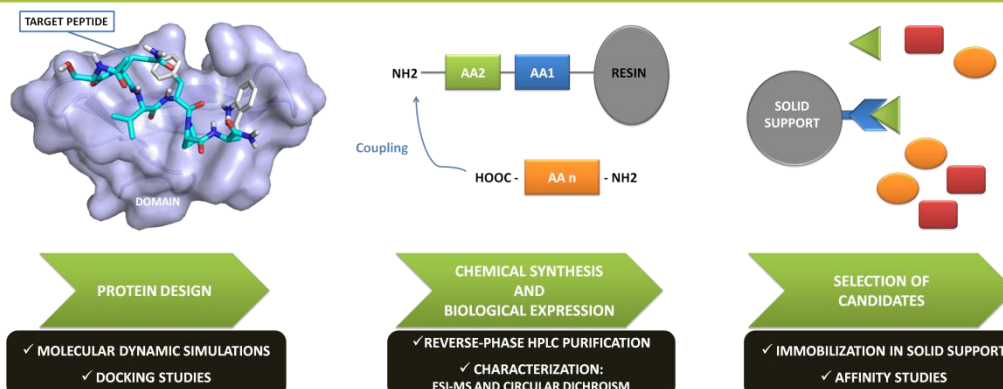 TARGET PEPTIDE
DOMAIN
NH2
AA2
AA1
RESIN
Coupling
HOOC -
AA n
- NH2
SOLID
SUPPORT
PROTEIN DESIGN
✓ MOLECULAR DYNAMIC SIMULATIONS
✓ DOCKING STUDIES
CHEMICAL SYNTHESIS
AND
BIOLOGICAL EXPRESSION
✓REVERSE-PHASE HPLC PURIFICATION
✓ CHARACTERIZATION:
ESI-MS AND CIRCULAR DICHROISM
SELECTION OF
CANDIDATES
✓ IMMOBILIZATION IN SOLID SUPPORT
✓ AFFINITY STUDIES